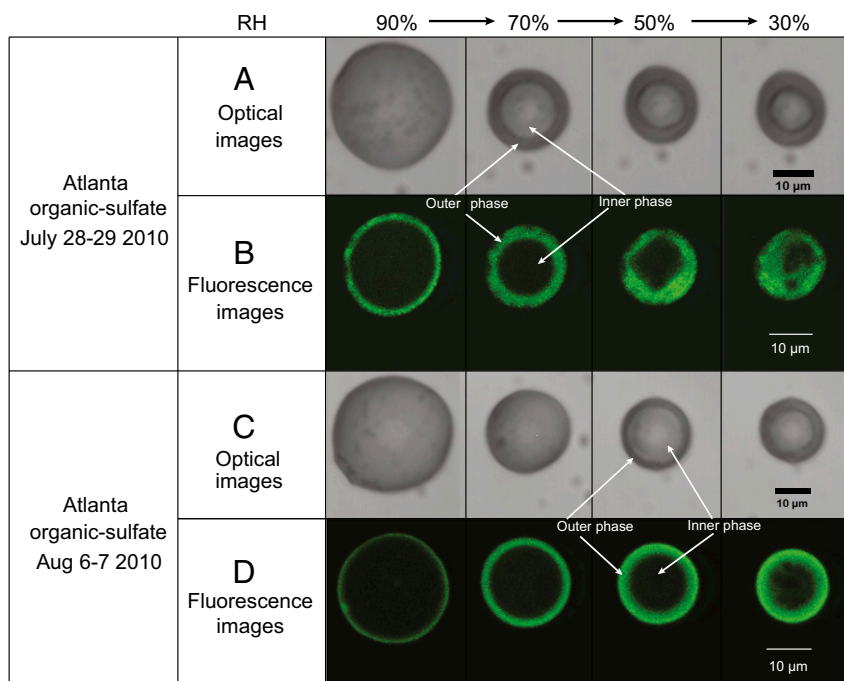 RH 90% 70% 50% 30%
A
Optical
images
10 µm
Atlanta
organic-sulfate
July 28-29 2010
Outer phase Inner phase
B
Fluorescence
images
10 µm
C
Optical
images
10 µm
Atlanta
organic-sulfate
Aug 6-7 2010
Outer phase Inner phase
D
Fluorescence
images
10 µm